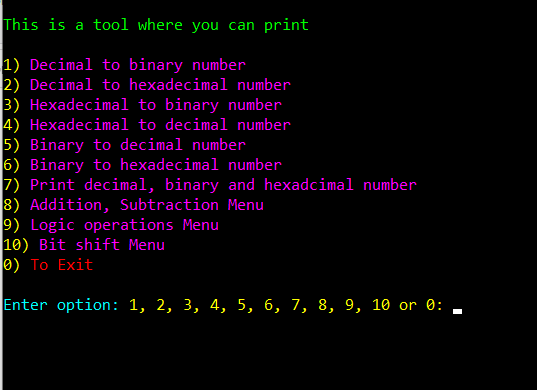 This is a tool where you can print
1) Decimal to binary number
2) Decimal to hexadecimal number
3) Hexadecimal to binary number
4) Hexadecimal to decimal number
5) Binary to decimal number
6) Binary to hexadecimal number
7) Print decimal, binary and hexadcimal number
8) Addition, Subtraction Menu
9) Logic operations Menu
10) Bit shift Menu
0) To Exit
Enter option: 1, 2, 3, 4, 5, 6, 7, 8, 9, 10 or 0: